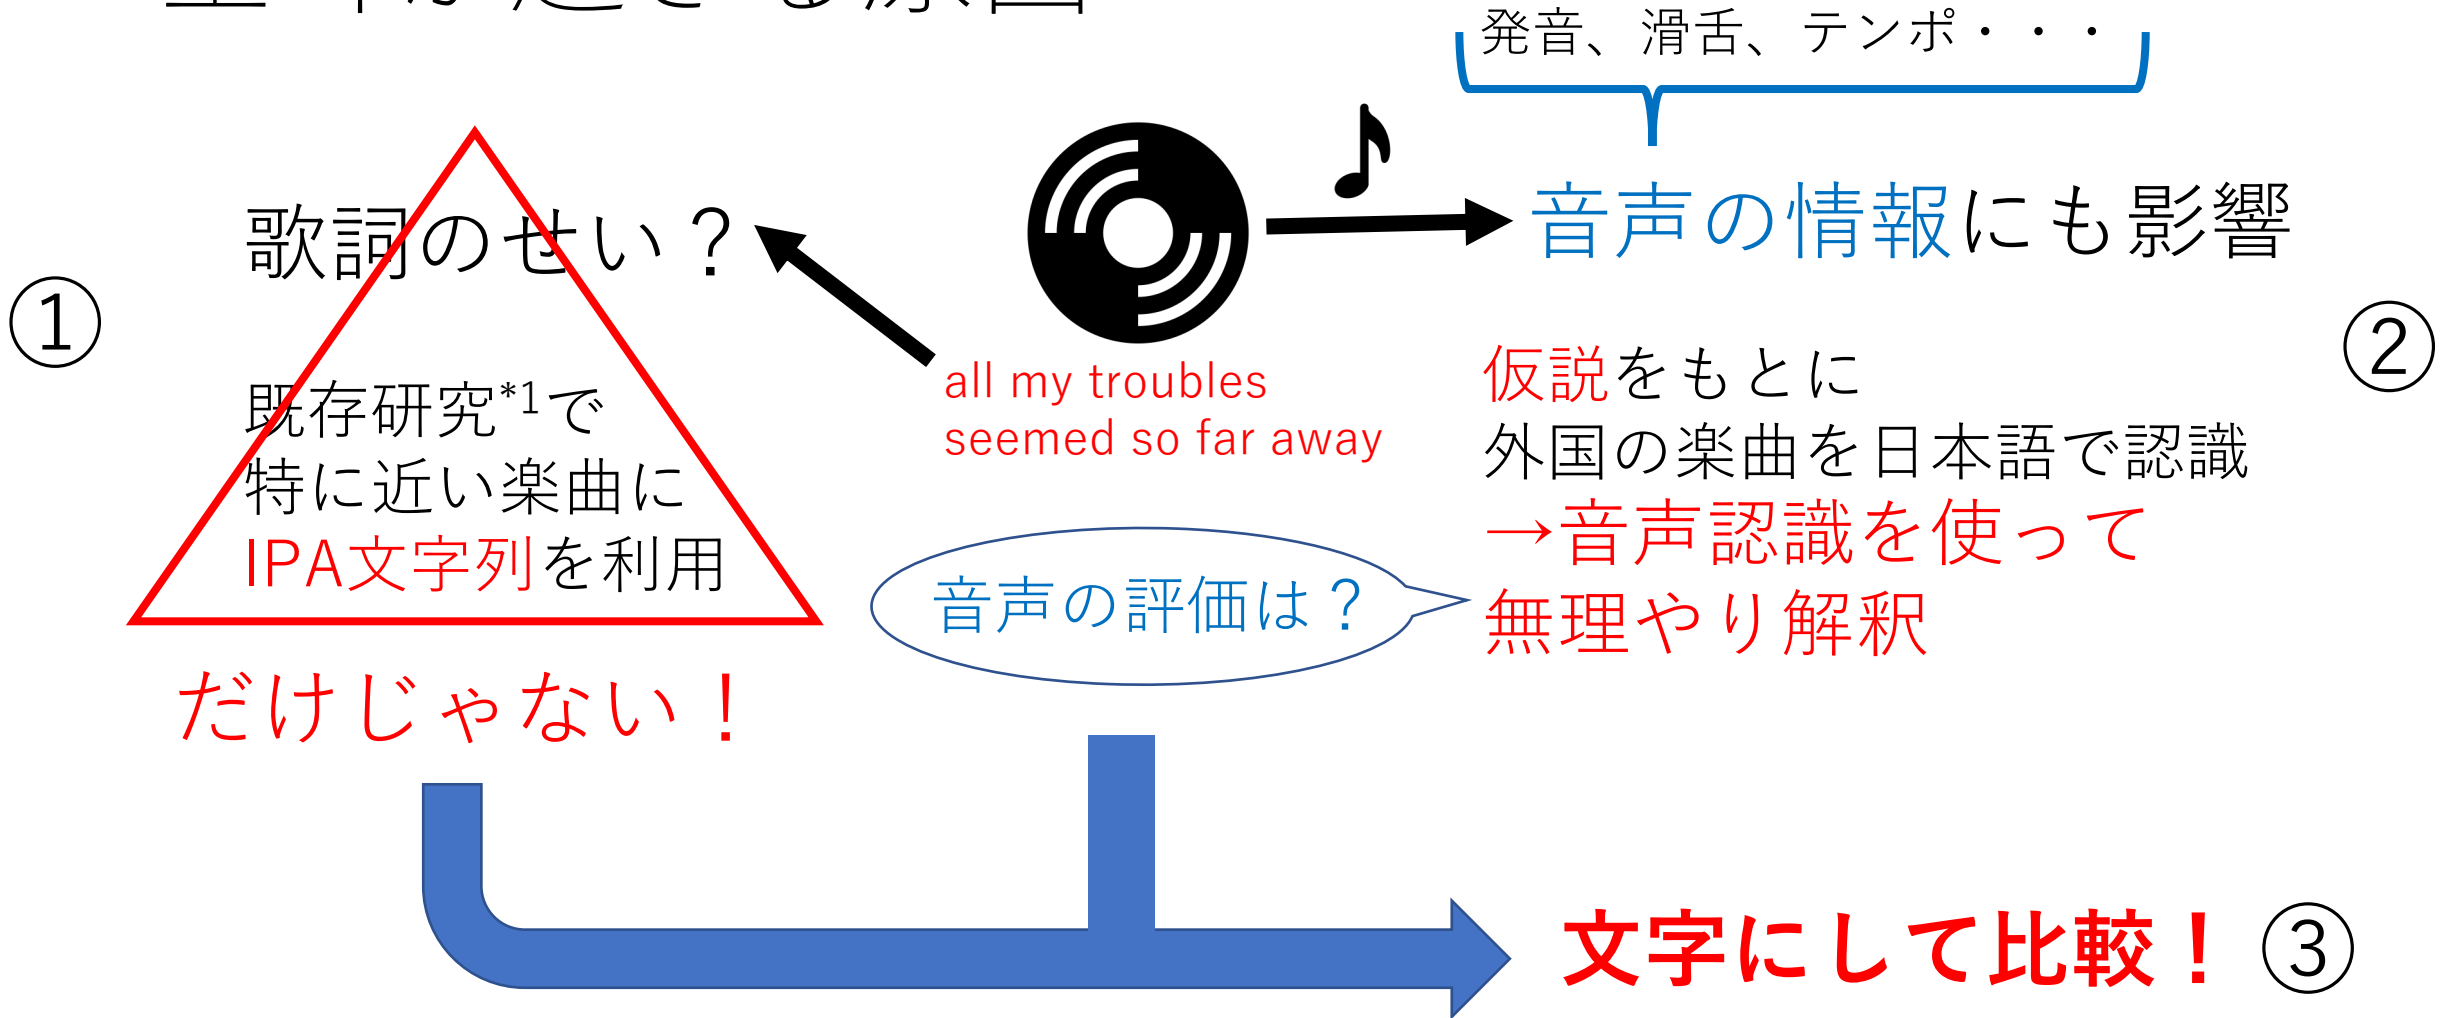 発音、滑舌、テンポ・・・
①
歌詞のせい？
既存研究*1で
特に近い楽曲に
IPA文字列を利用
だけじゃない！
all my troubles
seemed so far away
音声の評価は？
音声の情報にも影響
②
仮説をもとに
外国の楽曲を日本語で認識
→音声認識を使って
無理やり解釈
文字にして比較！
③